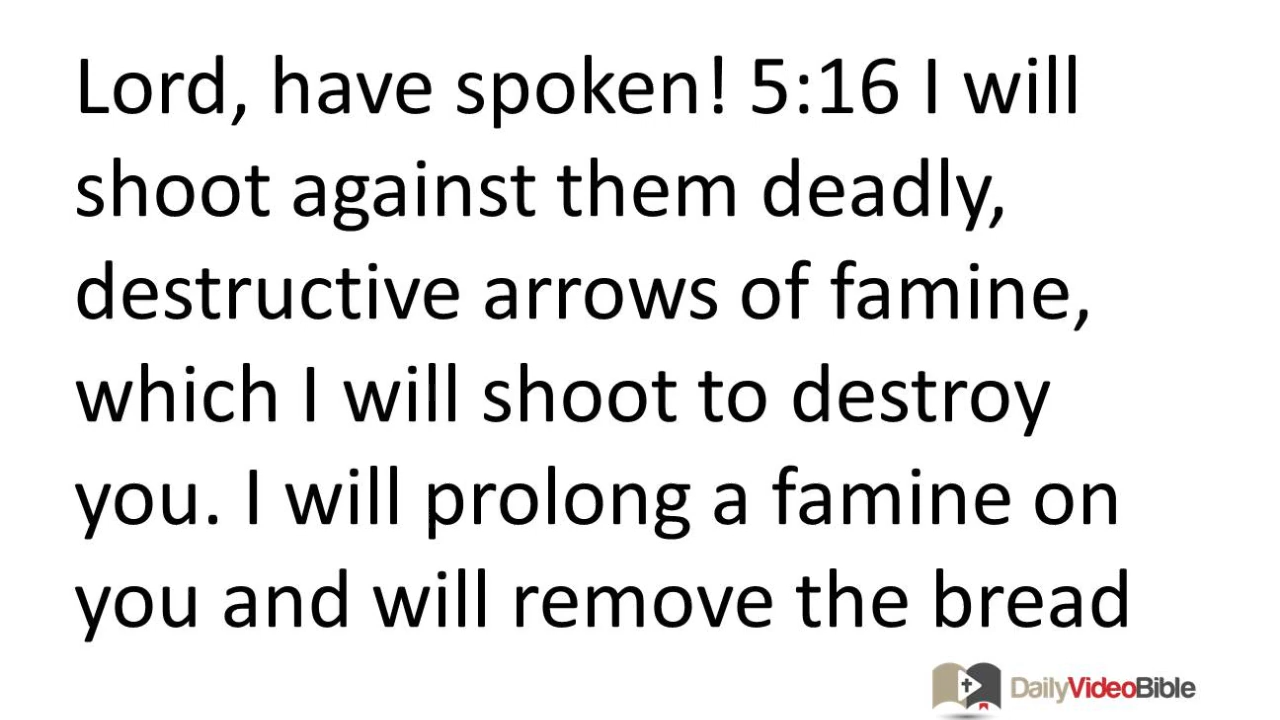 Lord, have spoken! 5:16 I will
shoot against them deadly,
destructive arrows of famine,
which I will shoot to destroy
you. I will prolong a famine on
you and will remove the bread
DailyVideoBible